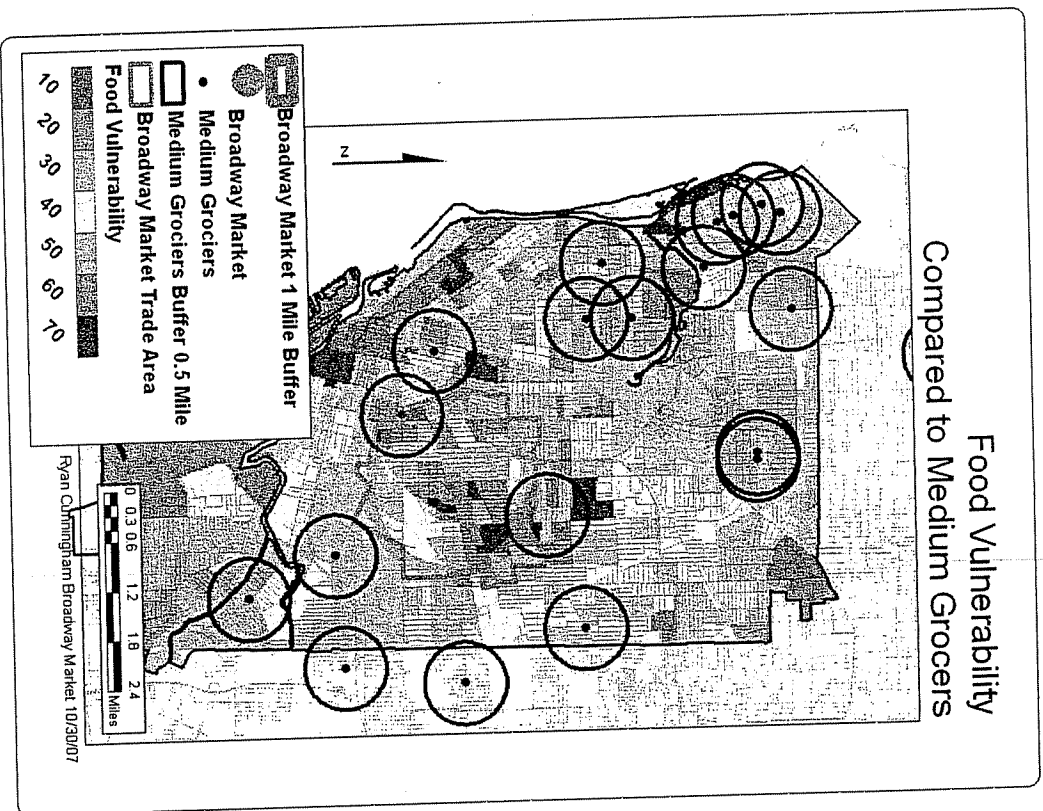 Food Vulnerability
Compared to Medium Grocers
N
Broadway Market 1 Mile Buffer
Broadway Market
Medium Grociers
Medium Grociers Buffer 0.5 Mile
Broadway Market Trade Area
Food Vulnerability
10 20 30 40 50 60 70
0 0.3 0.6 1.2 1.8 2.4
Miles
Ryan Cunningham Broadway Market 10/30/07